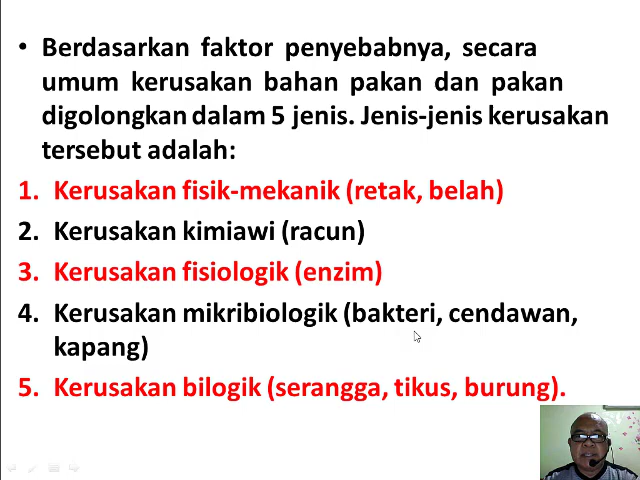 • Berdasarkan faktor penyebabnya, secara
umum kerusakan bahan pakan dan pakan
digolongkan dalam 5 jenis. Jenis-jenis kerusakan
tersebut adalah:
1. Kerusakan fisik-mekanik (retak, belah)
2. Kerusakan kimiawi (racun)
3. Kerusakan fisiologik (enzim)
4. Kerusakan mikribiologik (bakteri, cendawan,
kapang)
5. Kerusakan bilogik (serangga, tikus, burung).